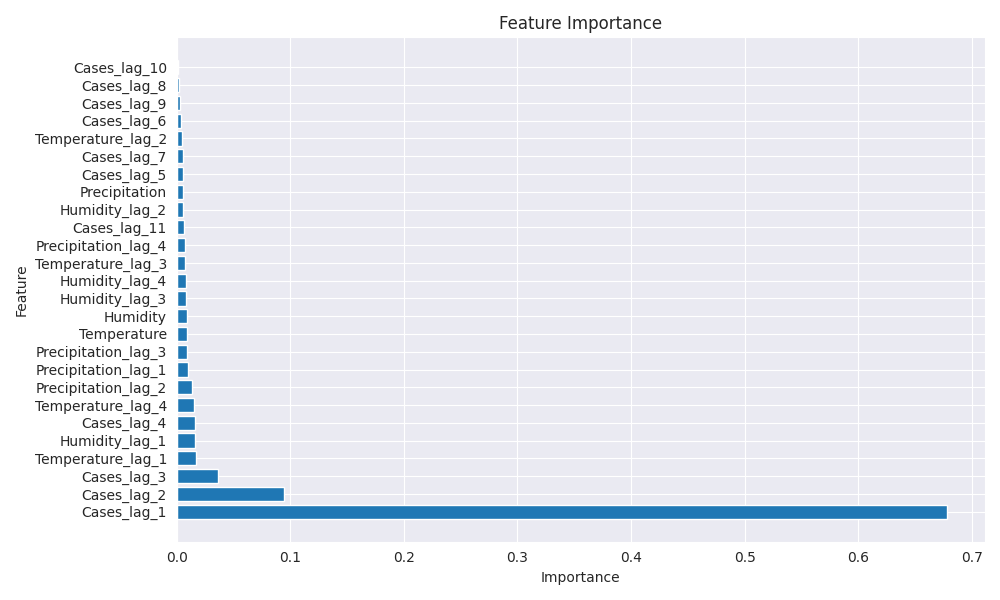 Feature Importance
Cases_lag_10
Cases_lag_8
Cases_lag_9
Cases_lag_6
Temperature_lag_2
Cases_lag_7
Cases_lag_5
Precipitation
Humidity_lag_2
Cases_lag_11
Precipitation_lag_4
Temperature_lag_3
Humidity_lag_4
Humidity_lag_3
Humidity
Temperature
Precipitation_lag_3
Precipitation_lag_1
Precipitation_lag_2
Temperature_lag_4
Cases_lag_4
Humidity_lag_1
Temperature_lag_1
Cases_lag_3
Cases_lag_2
Cases_lag_1
Feature
0.0 0.1 0.2 0.3 0.4 0.5 0.6 0.7
Importance